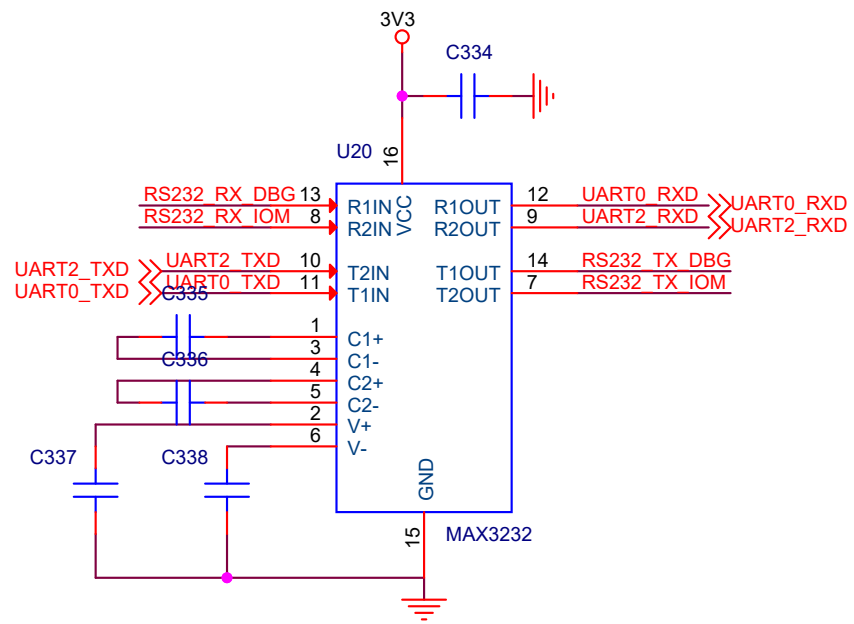 3V3
C334
U20
16
RS232_RX_DBG 13 R1IN VCC R1OUT 12 UART0_RXD UART0_RXD
RS232_RX_IOM 8 R2IN R2OUT 9 UART2_RXD UART2_RXD
UART2_TXD UART2_TXD 10 T2IN T1OUT 14 RS232_TX_DBG
UART0_TXD UART0_TXD 11 T1IN T2OUT 7 RS232_TX_IOM
C335
1 C1+
3 C1-
C336
4 C2+
5 C2-
2 V+
6 V-
C337 C338
GND
15 MAX3232